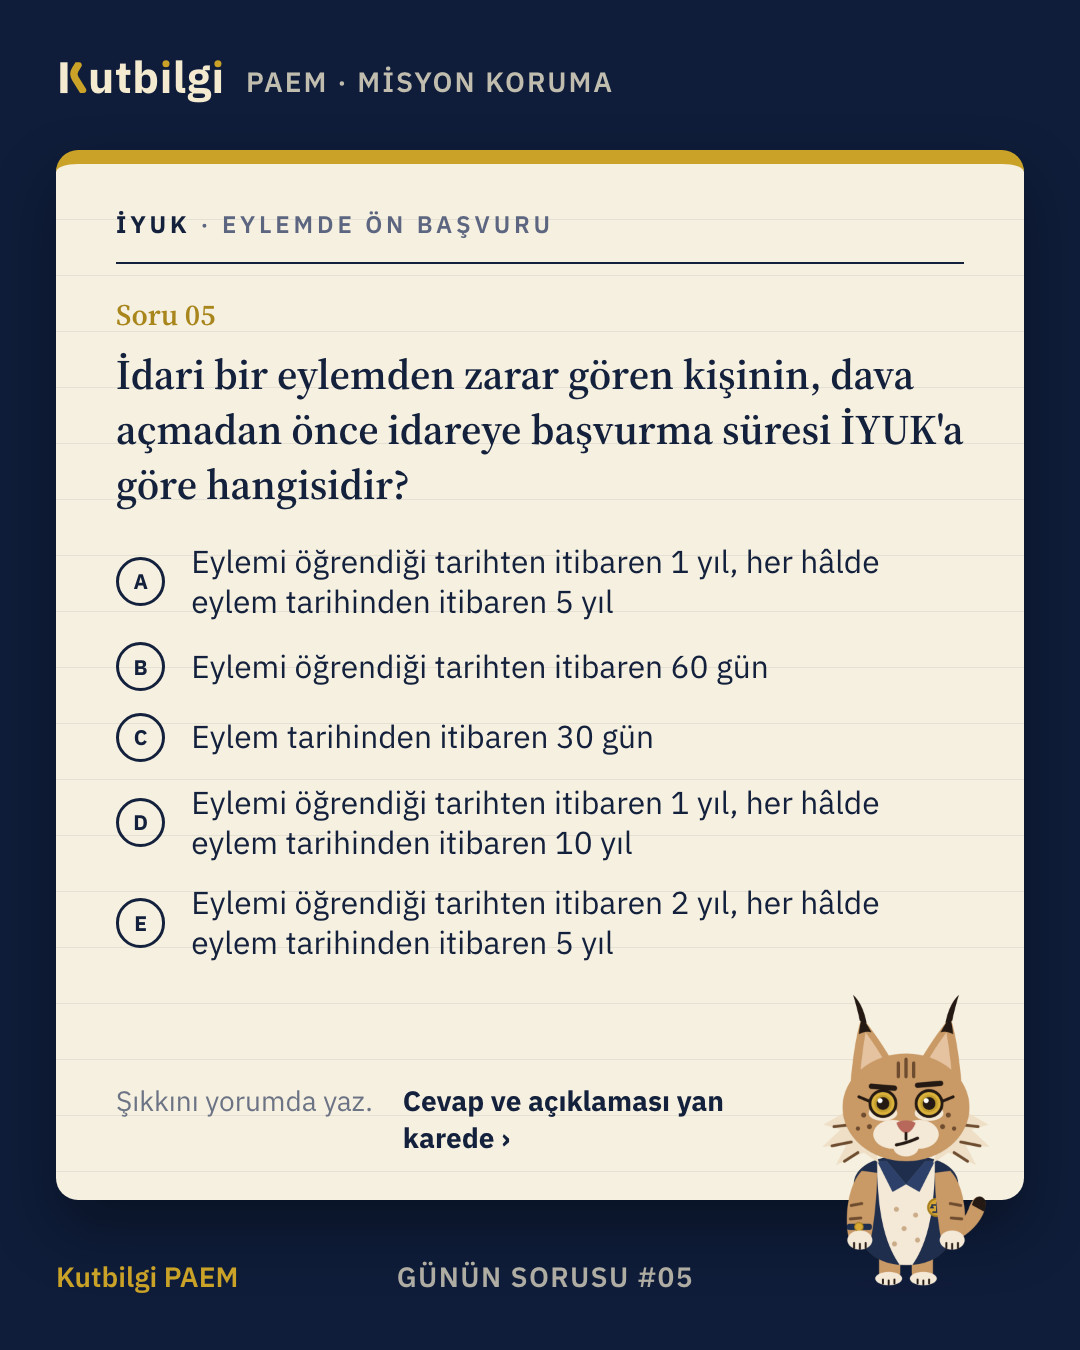 Kutbilgi PAEM · MİSYON KORUMA
İYUK · EYLEMDE ÖN BAŞVURU
Soru 05
İdari bir eylemden zarar gören kişinin, dava
açmadan önce idareye başvurma süresi İYUK'a
göre hangisidir?
A Eylemi öğrendiği tarihten itibaren 1 yıl, her hâlde
eylem tarihinden itibaren 5 yıl
B Eylemi öğrendiği tarihten itibaren 60 gün
C Eylem tarihinden itibaren 30 gün
D Eylemi öğrendiği tarihten itibaren 1 yıl, her hâlde
eylem tarihinden itibaren 10 yıl
E Eylemi öğrendiği tarihten itibaren 2 yıl, her hâlde
eylem tarihinden itibaren 5 yıl
Şıkkını yorumda yaz. Cevap ve açıklaması yan
karede ›
Kutbilgi PAEM GÜNÜN SORUSU #05